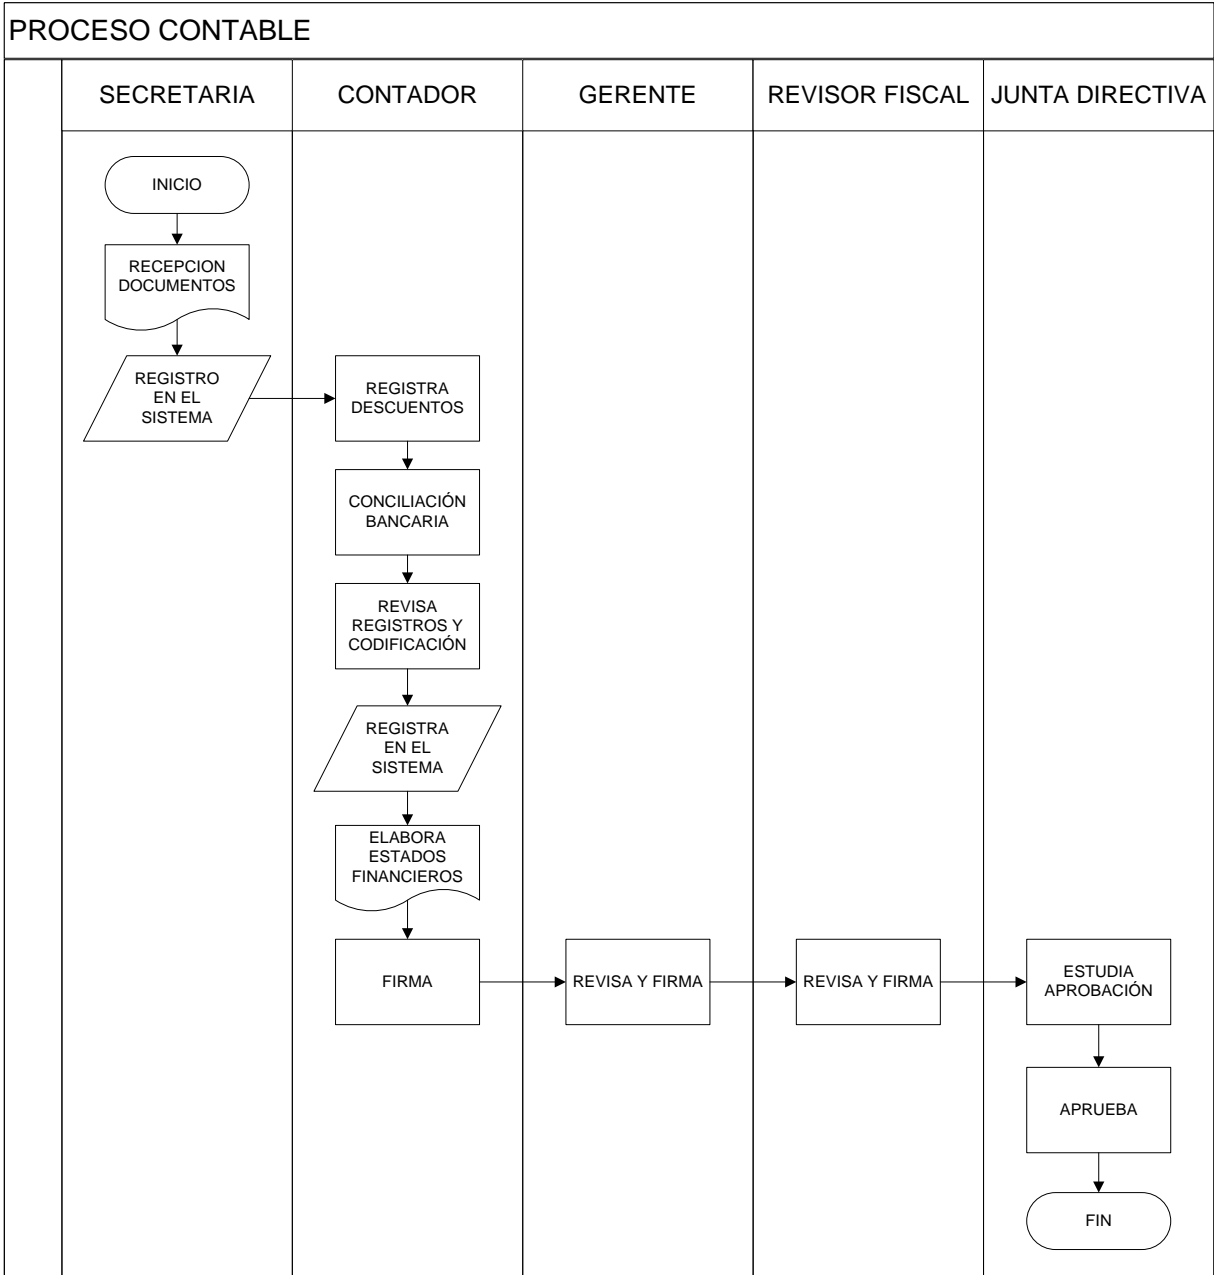 PROCESO CONTABLE
SECRETARIA
CONTADOR
GERENTE
REVISOR FISCAL
JUNTA DIRECTIVA
INICIO
RECEPCION
DOCUMENTOS
REGISTRO
EN EL
SISTEMA
REGISTRA
DESCUENTOS
CONCILIACIÓN
BANCARIA
REVISA
REGISTROS Y
CODIFICACIÓN
REGISTRA
EN EL
SISTEMA
ELABORA
ESTADOS
FINANCIEROS
FIRMA
REVISA Y FIRMA
REVISA Y FIRMA
ESTUDIA
APROBACIÓN
APRUEBA
FIN